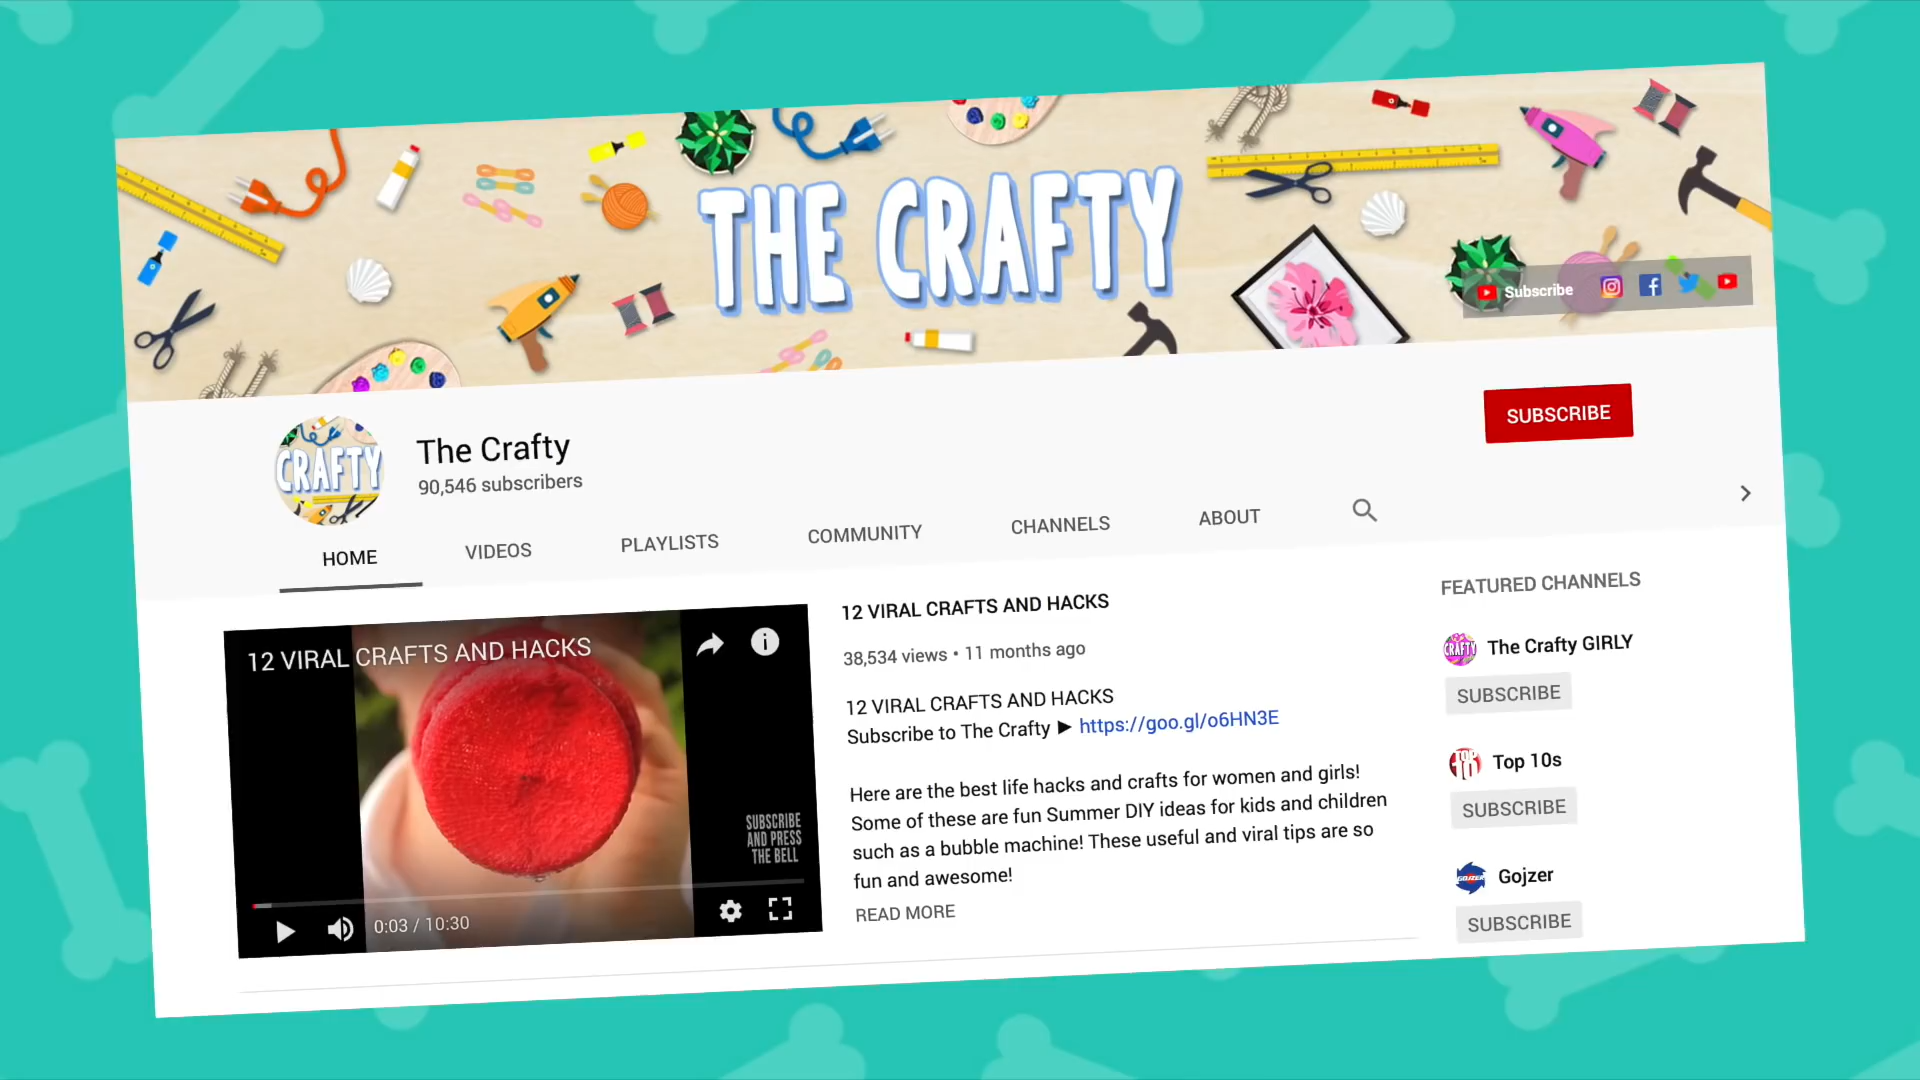 THE CRAFTY
Subscribe
CRAFTY
The Crafty
90,546 subscribers
SUBSCRIBE
HOME
VIDEOS
PLAYLISTS
COMMUNITY
CHANNELS
ABOUT
12 VIRAL CRAFTS AND HACKS
SUBSCRIBE
AND PRESS
THE BELL
0:03 / 10:30
12 VIRAL CRAFTS AND HACKS
38,534 views • 11 months ago
12 VIRAL CRAFTS AND HACKS
Subscribe to The Crafty ▶ https://goo.gl/o6HN3E
Here are the best life hacks and crafts for women and girls!
Some of these are fun Summer DIY ideas for kids and children
such as a bubble machine! These useful and viral tips are so
fun and awesome!
READ MORE
FEATURED CHANNELS
CRAFTY
The Crafty GIRLY
SUBSCRIBE
TOP
10
Top 10s
SUBSCRIBE
GOJZER
Gojzer
SUBSCRIBE